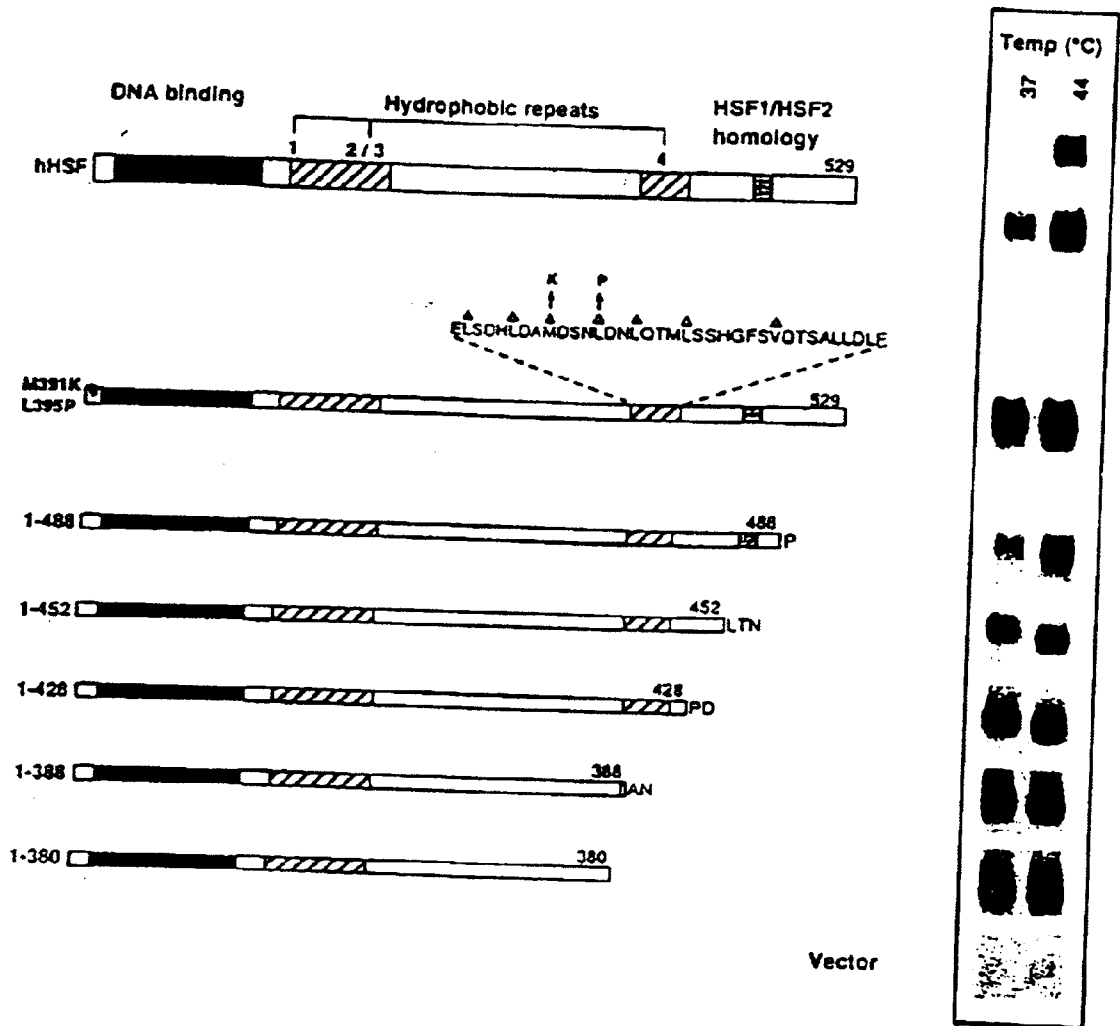 Temp (°C)
37 44
DNA binding
Hydrophobic repeats
HSF1/HSF2
homology
1 2 / 3 4
hHSF
529
K P
ELSDHLDAMDSNLDNLQTMLSSHGFSVDTSALLDLE
M391K
L395P
529
1-488
488
P
1-452
452
LTN
1-428
428
PD
1-388
388
AN
1-380
380
Vector